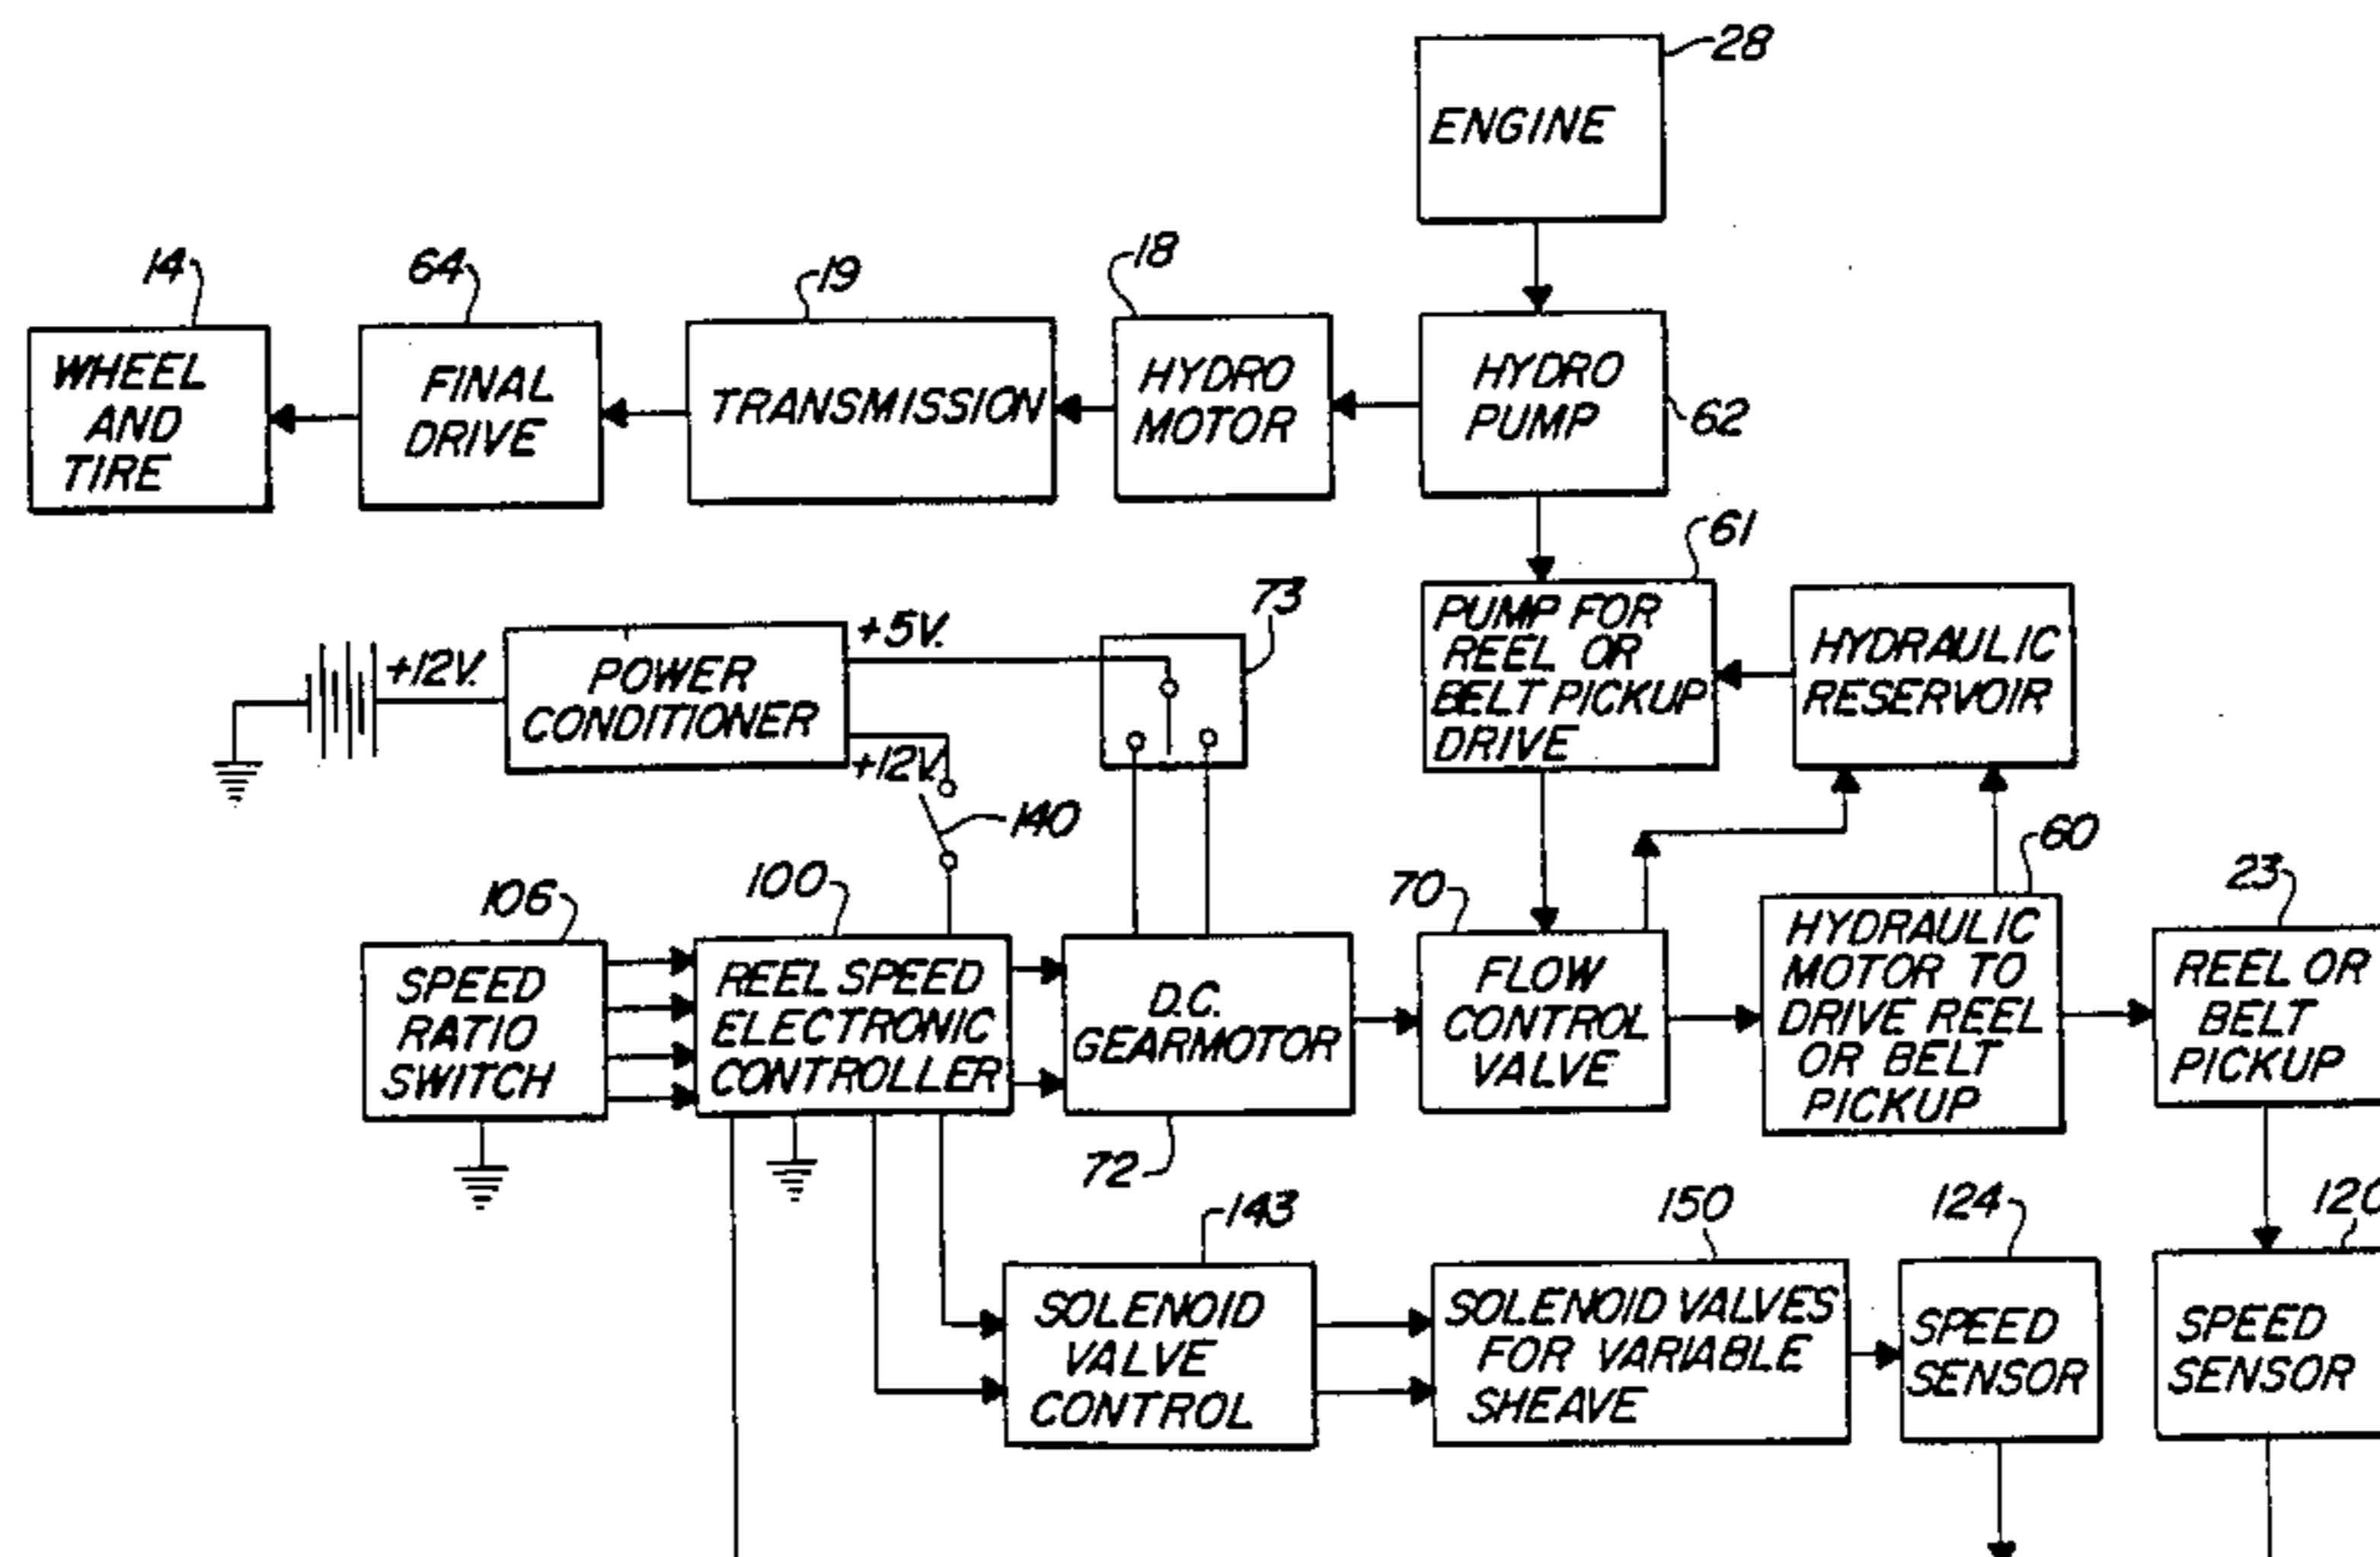 28
ENGINE
14
64
19
18
WHEEL
AND
TIRE
FINAL
DRIVE
TRANSMISSION
HYDRO
MOTOR
HYDRO
PUMP
62
61
73
+12V.
POWER
CONDITIONER
+5V.
+12V.
PUMP FOR
REEL OR
BELT PICKUP
DRIVE
HYDRAULIC
RESERVOIR
140
106
100
70
60
23
SPEED
RATIO
SWITCH
REEL SPEED
ELECTRONIC
CONTROLLER
D.C.
GEARMOTOR
FLOW
CONTROL
VALVE
HYDRAULIC
MOTOR TO
DRIVE REEL
OR BELT
PICKUP
REEL OR
BELT
PICKUP
72
143
150
124
120
SOLENOID
VALVE
CONTROL
SOLENOID VALVES
FOR VARIABLE
SHEAVE
SPEED
SENSOR
SPEED
SENSOR